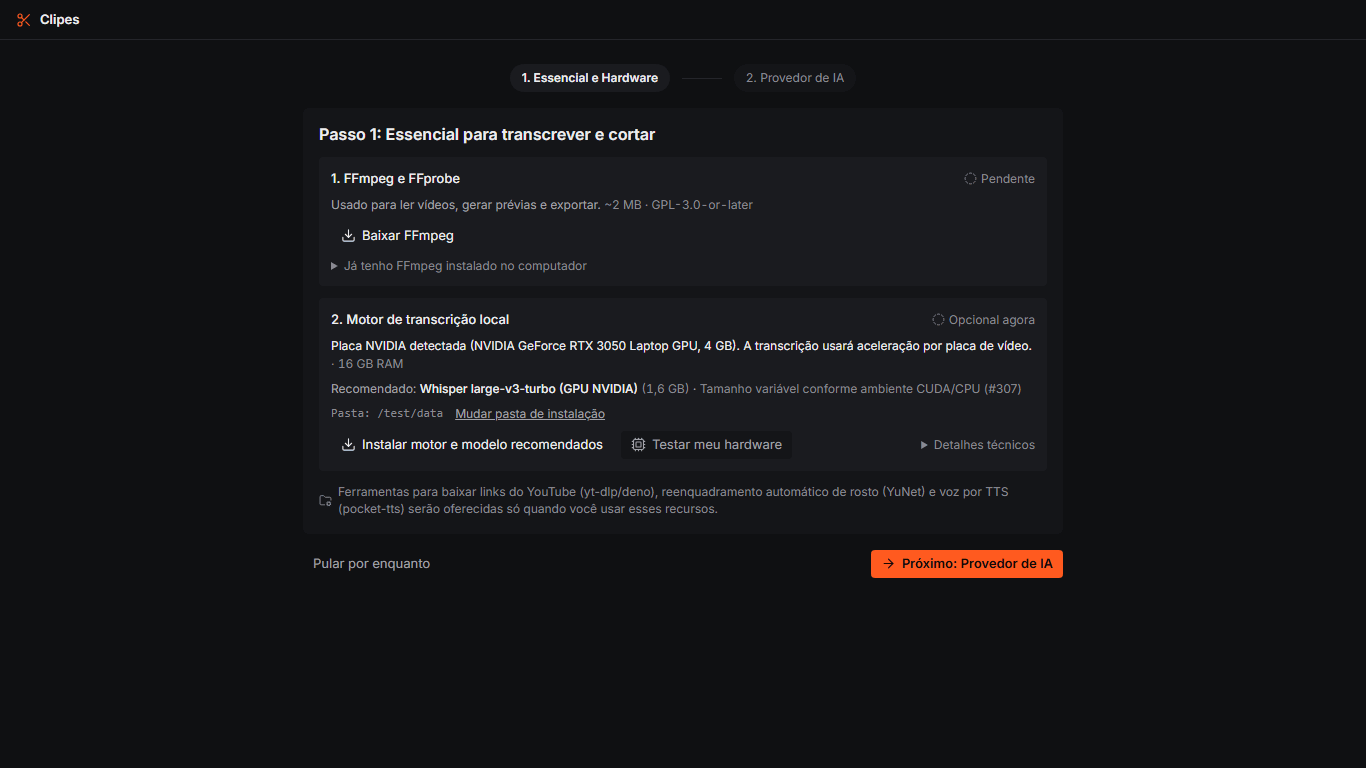 Clipes
1. Essencial e Hardware
2. Provedor de IA
Passo 1: Essencial para transcrever e cortar
1. FFmpeg e FFprobe
Pendente
Usado para ler vídeos, gerar prévias e exportar. ~2 MB · GPL-3.0-or-later
Baixar FFmpeg
Já tenho FFmpeg instalado no computador
2. Motor de transcrição local
Opcional agora
Placa NVIDIA detectada (NVIDIA GeForce RTX 3050 Laptop GPU, 4 GB). A transcrição usará aceleração por placa de vídeo.
· 16 GB RAM
Recomendado: Whisper large-v3-turbo (GPU NVIDIA) (1,6 GB) · Tamanho variável conforme ambiente CUDA/CPU (#307)
Pasta: /test/data Mudar pasta de instalação
Instalar motor e modelo recomendados
Testar meu hardware
Detalhes técnicos
Ferramentas para baixar links do YouTube (yt-dlp/deno), reenquadramento automático de rosto (YuNet) e voz por TTS
(pocket-tts) serão oferecidas só quando você usar esses recursos.
Pular por enquanto
Próximo: Provedor de IA